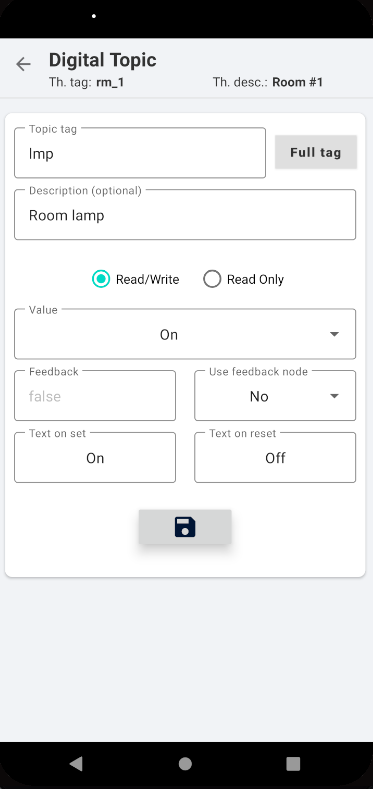 Digital Topic
Th. tag: rm_1 Th. desc.: Room #1
Topic tag
lmp
Full tag
Description (optional)
Room lamp
Read/Write Read Only
Value
On
Feedback Use feedback node
false No
Text on set Text on reset
On Off